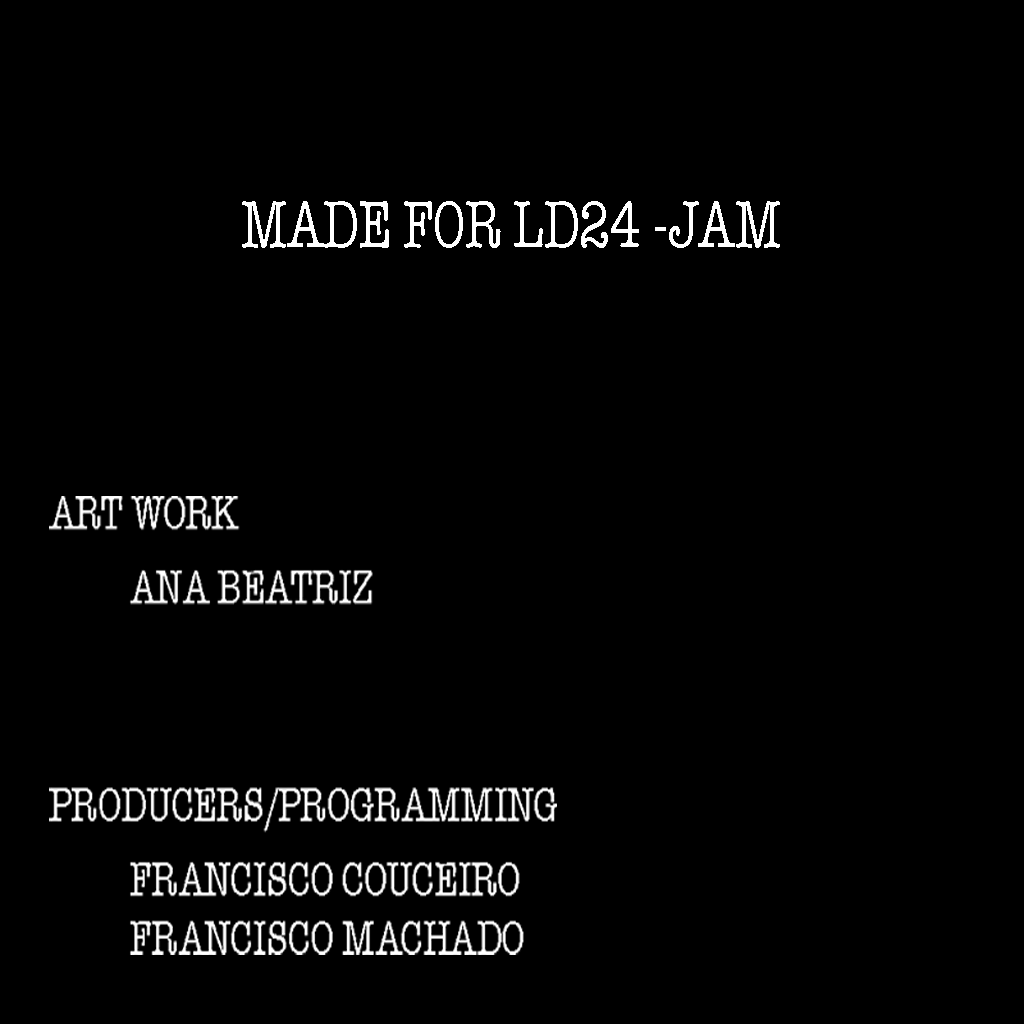 MADE FOR LD24 -JAM
ART WORK
ANA BEATRIZ
PRODUCERS/PROGRAMMING
FRANCISCO COUCEIRO
FRANCISCO MACHADO